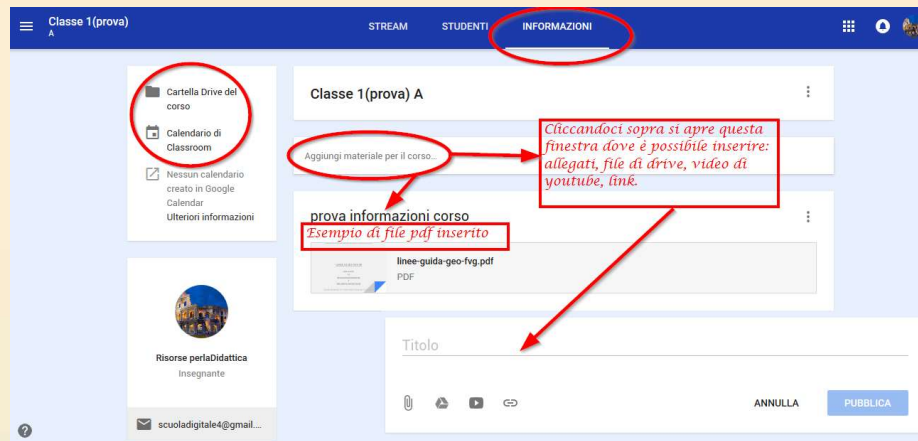 Classe 1(prova)
A
STREAM
STUDENTI
INFORMAZIONI
Cartella Drive del
corso
Calendario di
Classroom
Nessun calendario
creato in Google
Calendar
Ulteriori informazioni
Classe 1(prova) A
Aggiungi materiale per il corso...
Cliccandoci sopra si apre questa
finestra dove è possibile inserire:
allegati, file di drive, video di
youtube, link.
prova informazioni corso
Esempio di file pdf inserito
linee-guida-geo-fvg.pdf
PDF
Risorse perlaDidattica
Insegnante
scuoladigitale4@gmail....
Titolo
ANNULLA
PUBBLICA